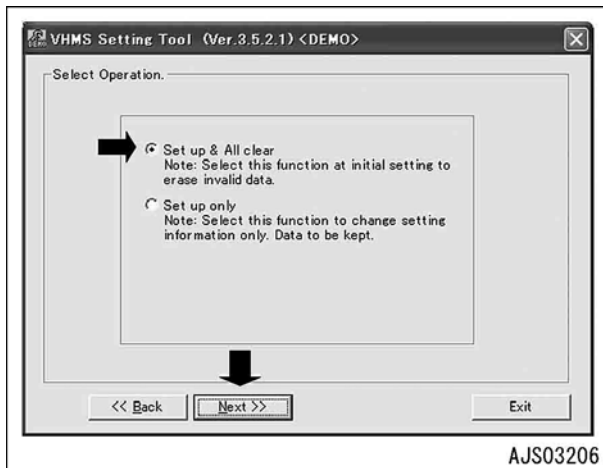 DEMO
VHMS Setting Tool (Ver.3.5.2.1) <DEMO>
Select Operation.
Set up & All clear
Note: Select this function at initial setting to
erase invalid data.
Set up only
Note: Select this function to change setting
information only. Data to be kept.
<< Back
Next >>
Exit
AJS03206